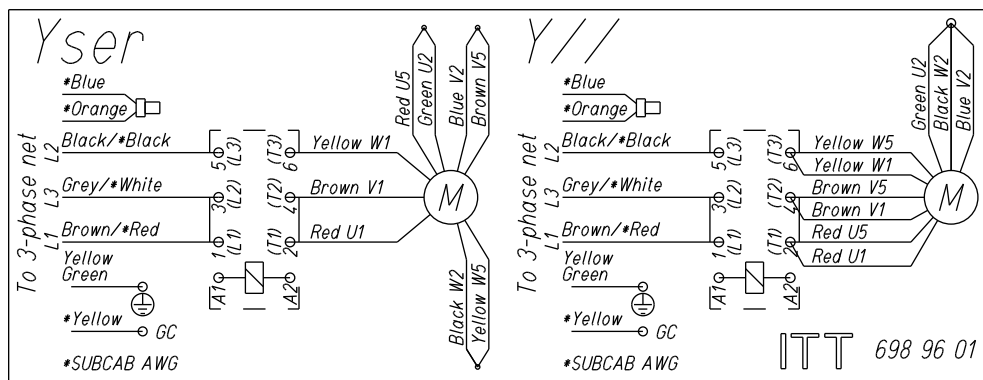 Yser
*Blue
*Orange
To 3-phase net
L2
Black/*Black
L3
Grey/*White
L1
Brown/*Red
Yellow
Green
*Yellow
GC
*SUBCAB AWG
5 (L3)
(T3) 6
3 (L2)
(T2) 4
1 (L1)
(T1) 2
A1
A2
Yellow W1
Brown V1
Red U1
Red U5
Green U2
Blue V2
Brown V5
M
Black W2
Yellow W5
Y//
*Blue
*Orange
To 3-phase net
L2
Black/*Black
L3
Grey/*White
L1
Brown/*Red
Yellow
Green
*Yellow
GC
*SUBCAB AWG
5 (L3)
(T3) 6
3 (L2)
(T2) 4
1 (L1)
(T1) 2
A1
A2
Yellow W5
Yellow W1
Brown V5
Brown V1
Red U5
Red U1
Green U2
Black W2
Blue V2
M
ITT 698 96 01